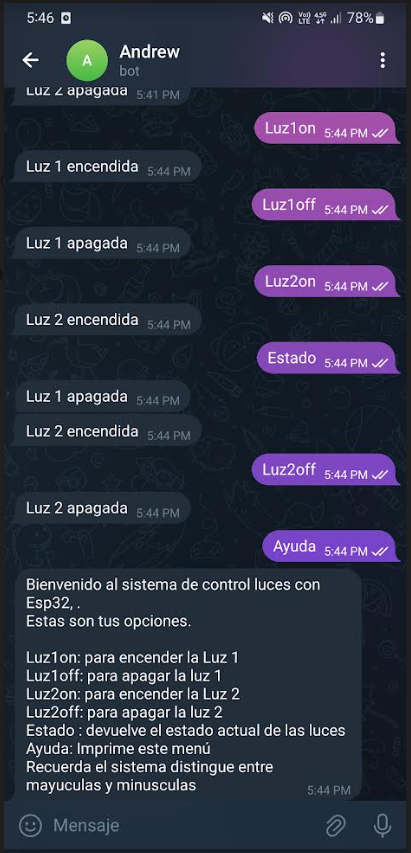 5:46
Vo) 4.5G
LTE
78%
A
Andrew
bot
Luz 2 apagada 5:41 PM
Luz1on 5:44 PM
Luz 1 encendida 5:44 PM
Luz1off 5:44 PM
Luz 1 apagada 5:44 PM
Luz2on 5:44 PM
Luz 2 encendida 5:44 PM
Estado 5:44 PM
Luz 1 apagada 5:44 PM
Luz 2 encendida 5:44 PM
Luz2off 5:44 PM
Luz 2 apagada 5:44 PM
Ayuda 5:44 PM
Bienvenido al sistema de control luces con
Esp32, .
Estas son tus opciones.
Luz1on: para encender la Luz 1
Luz1off: para apagar la luz 1
Luz2on: para encender la Luz 2
Luz2off: para apagar la luz 2
Estado : devuelve el estado actual de las luces
Ayuda: Imprime este menú
Recuerda el sistema distingue entre
mayuculas y minusculas
5:44 PM
Mensaje